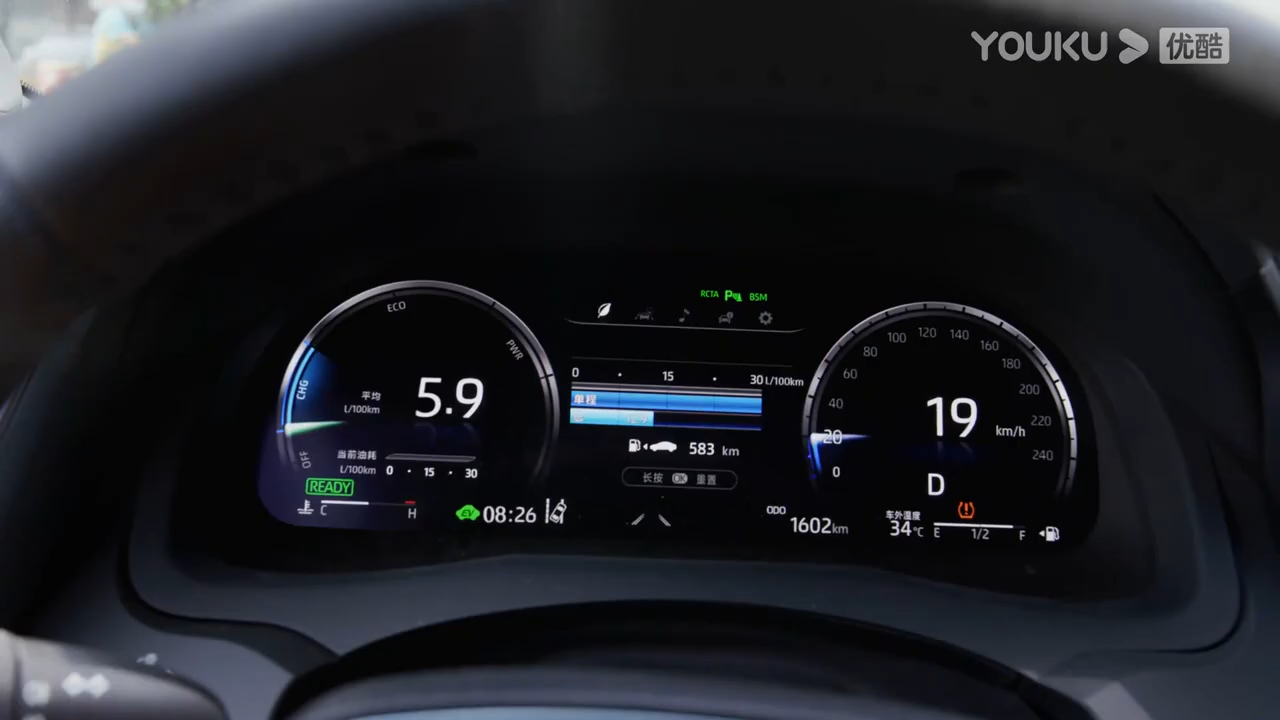 YOUKU 优酷
RCTA BSM
ECO
PWR
CHG
OFF
平均
L/100km
5.9
当前油耗
L/100km 0 · 15 · 30
READY
C H
EV 08:26
0 · 15 · 30 L/100km
单程
583 km
长按 OK 重置
ODO
1602km
0 20 40 60 80 100 120 140 160 180 200 220 240
19 km/h
D
车外温度
34℃
E 1/2 F